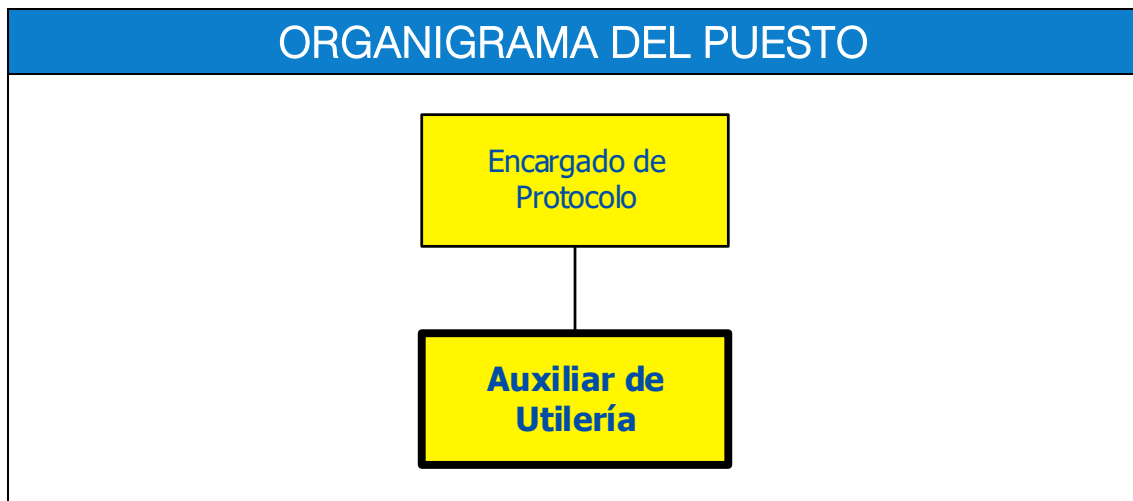 ORGANIGRAMA DEL PUESTO
Encargado de
Protocolo
Auxiliar de
Utilería